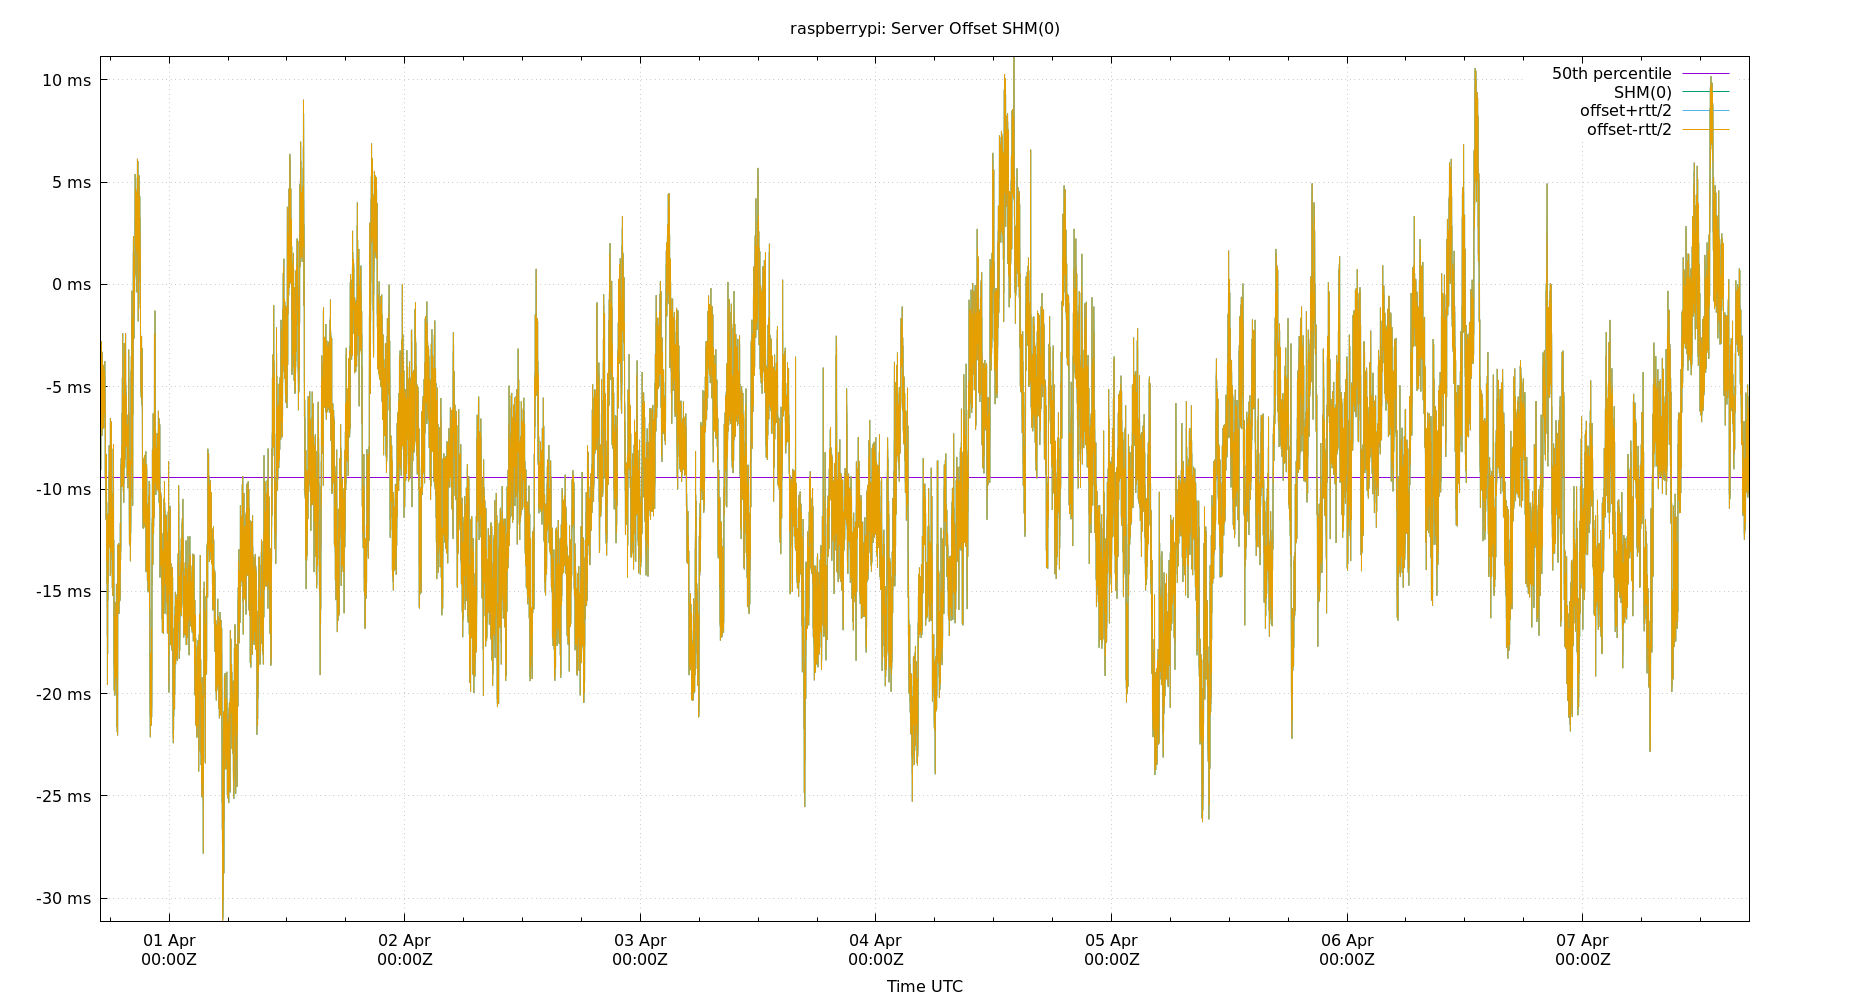 raspberrypi: Server Offset SHM(0)
10 ms
5 ms
0 ms
-5 ms
-10 ms
-15 ms
-20 ms
-25 ms
-30 ms
50th percentile
SHM(0)
offset+rtt/2
offset-rtt/2
01 Apr
00:00Z
02 Apr
00:00Z
03 Apr
00:00Z
04 Apr
00:00Z
05 Apr
00:00Z
06 Apr
00:00Z
07 Apr
00:00Z
Time UTC